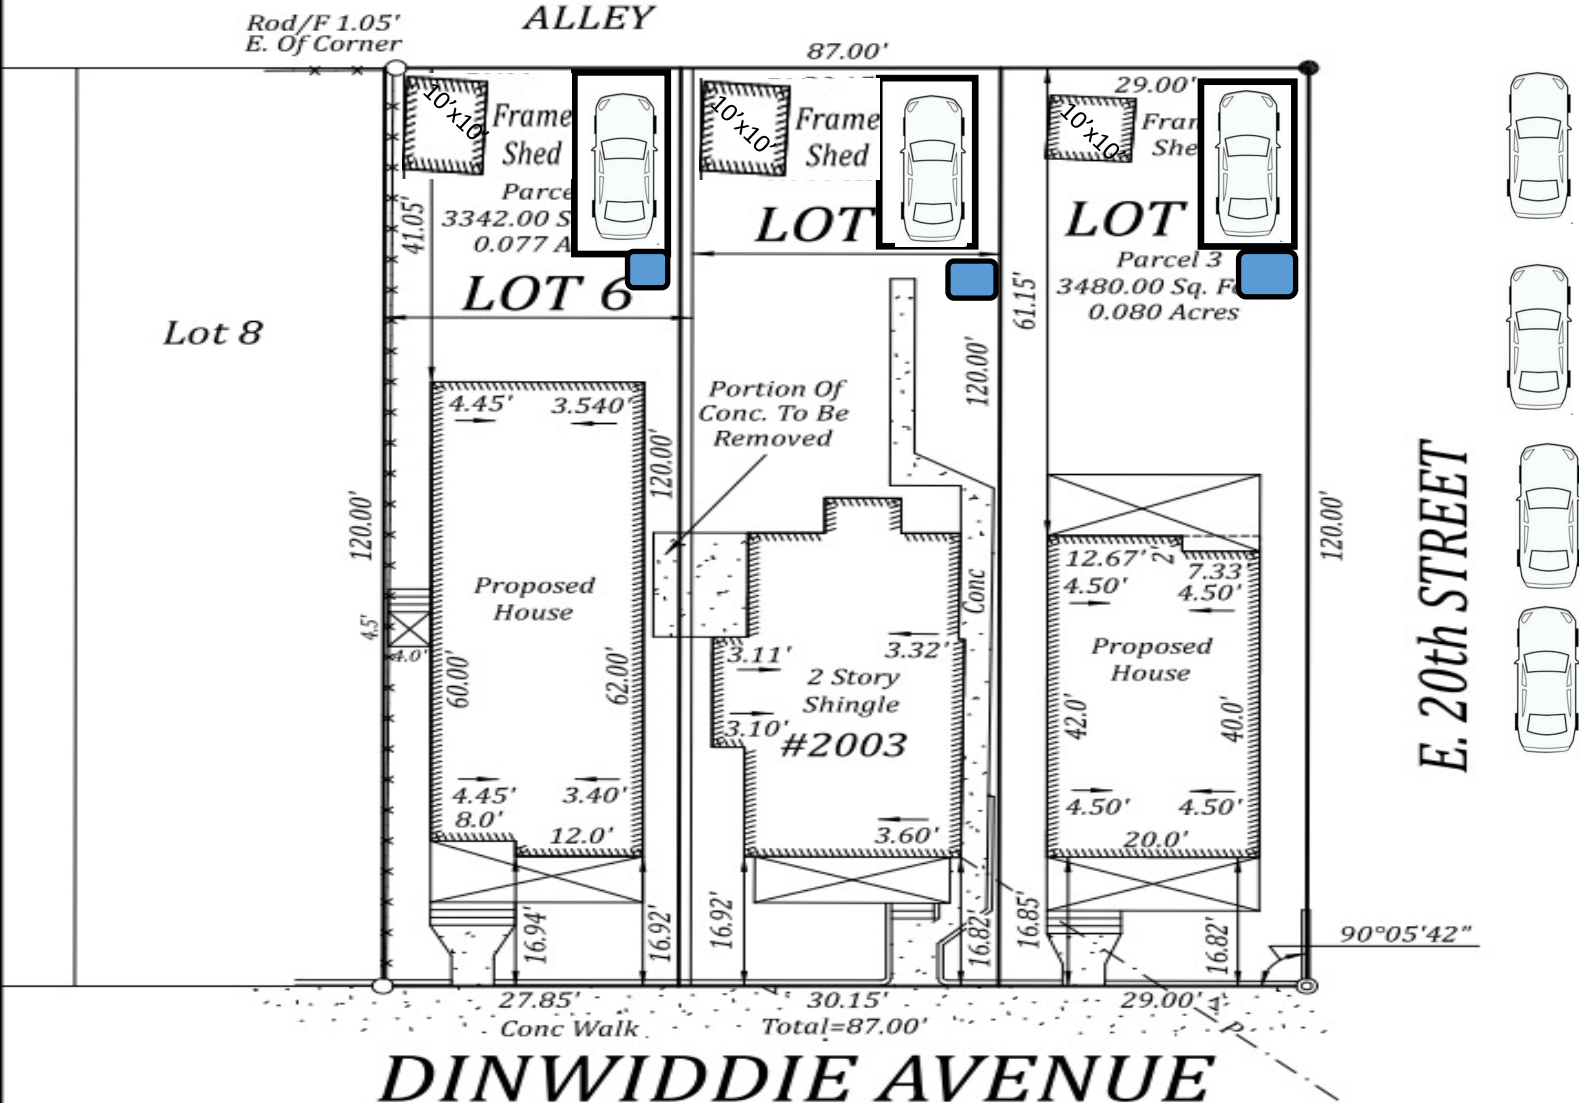 Rod/F 1.05'
E. Of Corner
ALLEY
87.00'
10'x10'
Frame
Shed
10'x10'
Frame
Shed
29.00'
10'x10'
Fran
She
Parce
3342.00 S
0.077 A
41.05'
LOT 6
LOT
LOT
Parcel 3
3480.00 Sq. F
0.080 Acres
61.15'
Lot 8
120.00'
4.45'
3.540'
120.00'
Portion Of
Conc. To Be
Removed
120.00'
120.00'
E. 20th STREET
Proposed
House
4.5'
4.0'
60.00'
62.00'
Conc
12.67'
2'
7.33'
4.50'
4.50'
3.11'
3.32'
2 Story
Shingle
3.10'
#2003
Proposed
House
42.0'
40.0'
4.45'
3.40'
8.0'
12.0'
3.60'
4.50'
4.50'
20.0'
16.94'
16.92'
16.92'
16.82'
16.85'
16.82'
90°05'42"
27.85'
30.15'
29.00'
Conc Walk
Total=87.00'
P
DINWIDDIE AVENUE